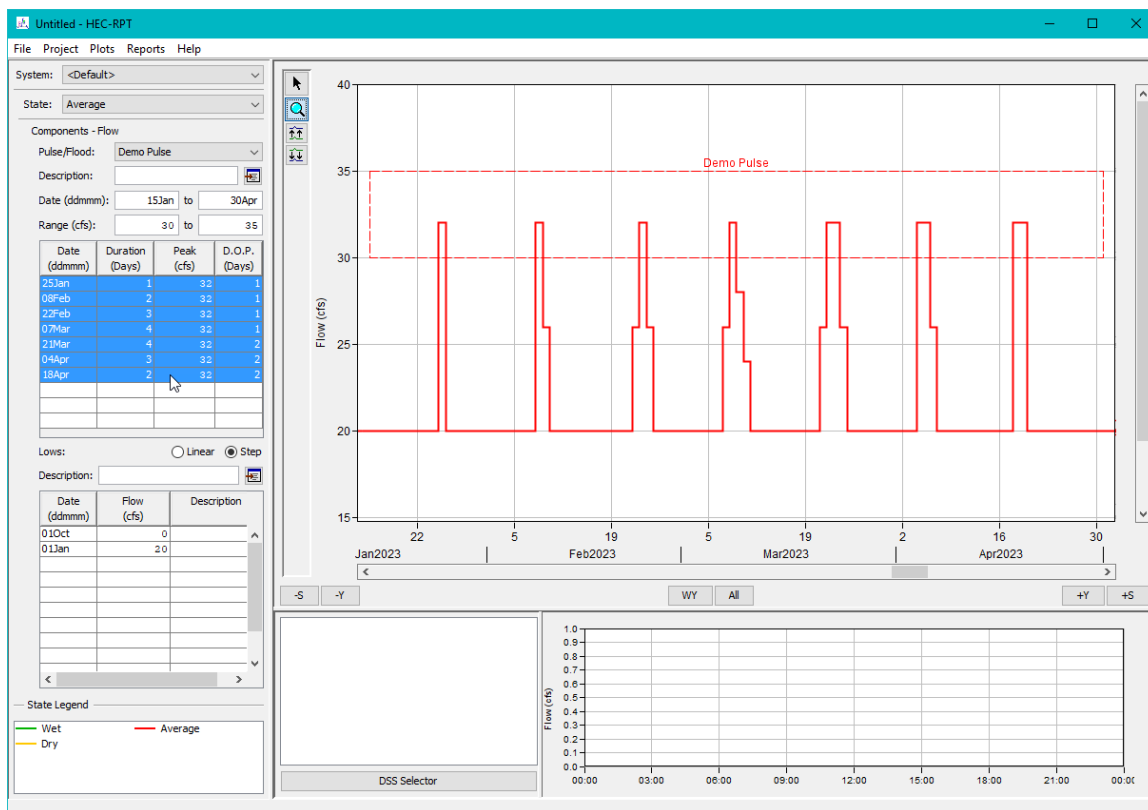 Untitled - HEC-RPT
File Project Plots Reports Help
System: <Default>
State: Average
Components - Flow
Pulse/Flood: Demo Pulse
Description:
Date (ddmmm): 15Jan to 30Apr
Range (cfs): 30 to 35
Date Duration Peak D.O.P.
(ddmmm) (Days) (cfs) (Days)
25Jan 1 32 1
08Feb 2 32 1
22Feb 3 32 1
07Mar 4 32 1
21Mar 4 32 2
04Apr 3 32 2
18Apr 2 32 2
Lows: Linear Step
Description:
Date Flow Description
(ddmmm) (cfs)
01Oct 0
01Jan 20
State Legend
Wet Average
Dry
40
35
30
25
20
15
Flow (cfs)
Demo Pulse
22 5 19 5 19 2 16 30
Jan2023 Feb2023 Mar2023 Apr2023
-S -Y WY All +Y +S
DSS Selector
1.0
0.9
0.8
0.7
0.6
0.5
0.4
0.3
0.2
0.1
0.0
Flow (cfs)
00:00 03:00 06:00 09:00 12:00 15:00 18:00 21:00